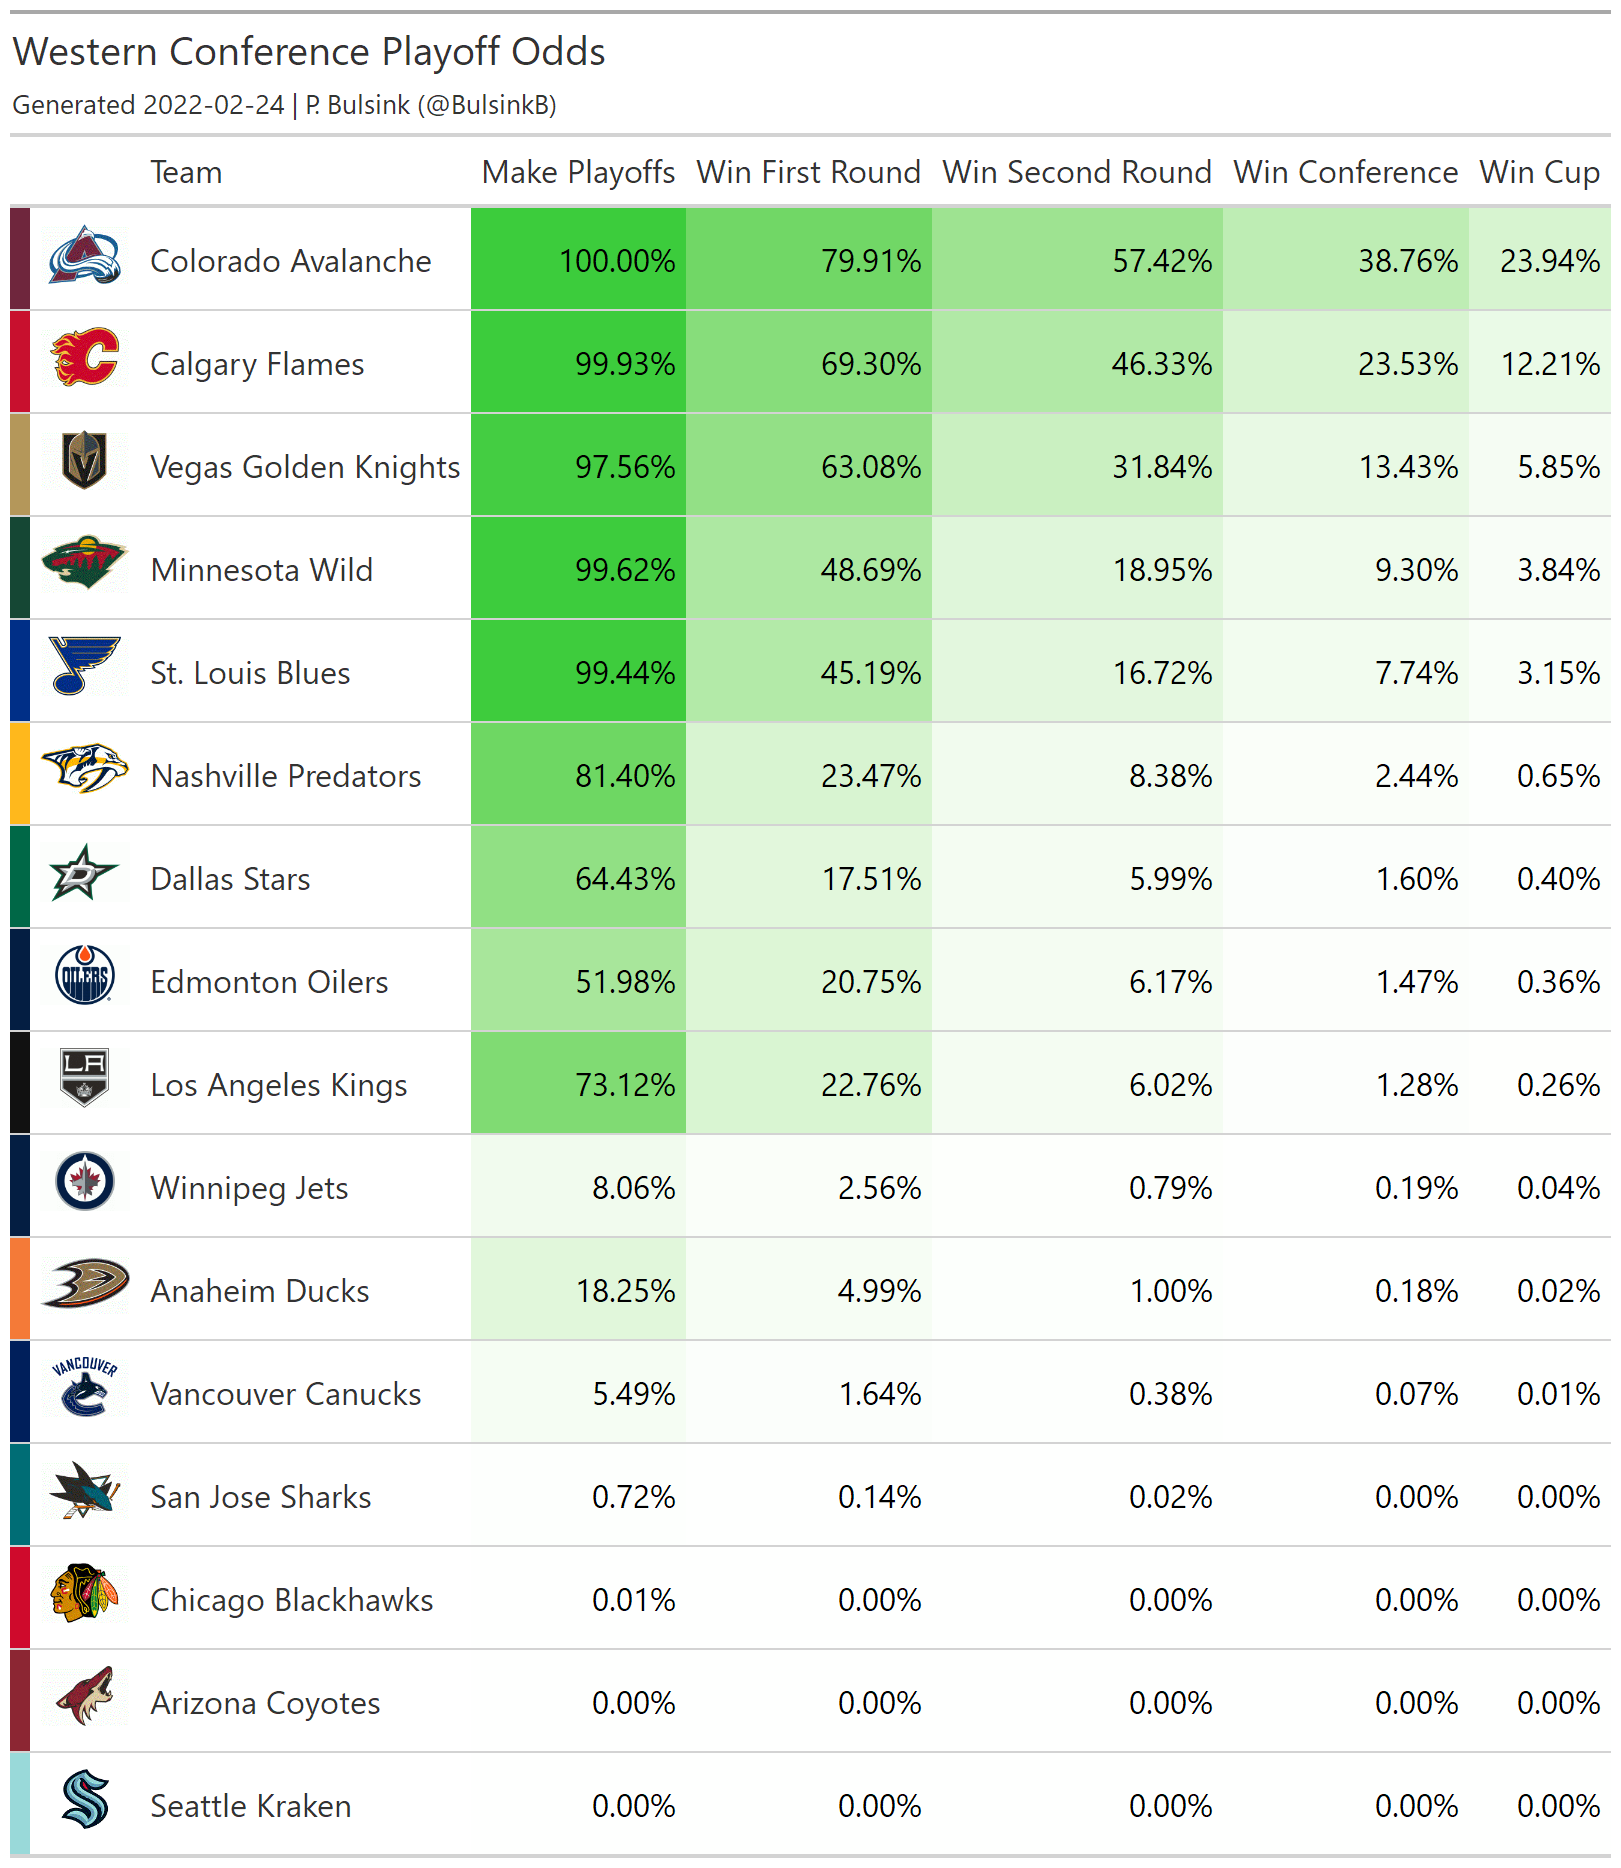 Western Conference Playoff Odds
Generated 2022-02-24 | P. Bulsink (@BulsinkB)
Team Make Playoffs Win First Round Win Second Round Win Conference Win Cup
Colorado Avalanche 100.00% 79.91% 57.42% 38.76% 23.94%
Calgary Flames 99.93% 69.30% 46.33% 23.53% 12.21%
Vegas Golden Knights 97.56% 63.08% 31.84% 13.43% 5.85%
Minnesota Wild 99.62% 48.69% 18.95% 9.30% 3.84%
St. Louis Blues 99.44% 45.19% 16.72% 7.74% 3.15%
Nashville Predators 81.40% 23.47% 8.38% 2.44% 0.65%
Dallas Stars 64.43% 17.51% 5.99% 1.60% 0.40%
OILERS Edmonton Oilers 51.98% 20.75% 6.17% 1.47% 0.36%
LA Los Angeles Kings 73.12% 22.76% 6.02% 1.28% 0.26%
Winnipeg Jets 8.06% 2.56% 0.79% 0.19% 0.04%
Anaheim Ducks 18.25% 4.99% 1.00% 0.18% 0.02%
VANCOUVER Vancouver Canucks 5.49% 1.64% 0.38% 0.07% 0.01%
San Jose Sharks 0.72% 0.14% 0.02% 0.00% 0.00%
Chicago Blackhawks 0.01% 0.00% 0.00% 0.00% 0.00%
Arizona Coyotes 0.00% 0.00% 0.00% 0.00% 0.00%
Seattle Kraken 0.00% 0.00% 0.00% 0.00% 0.00%